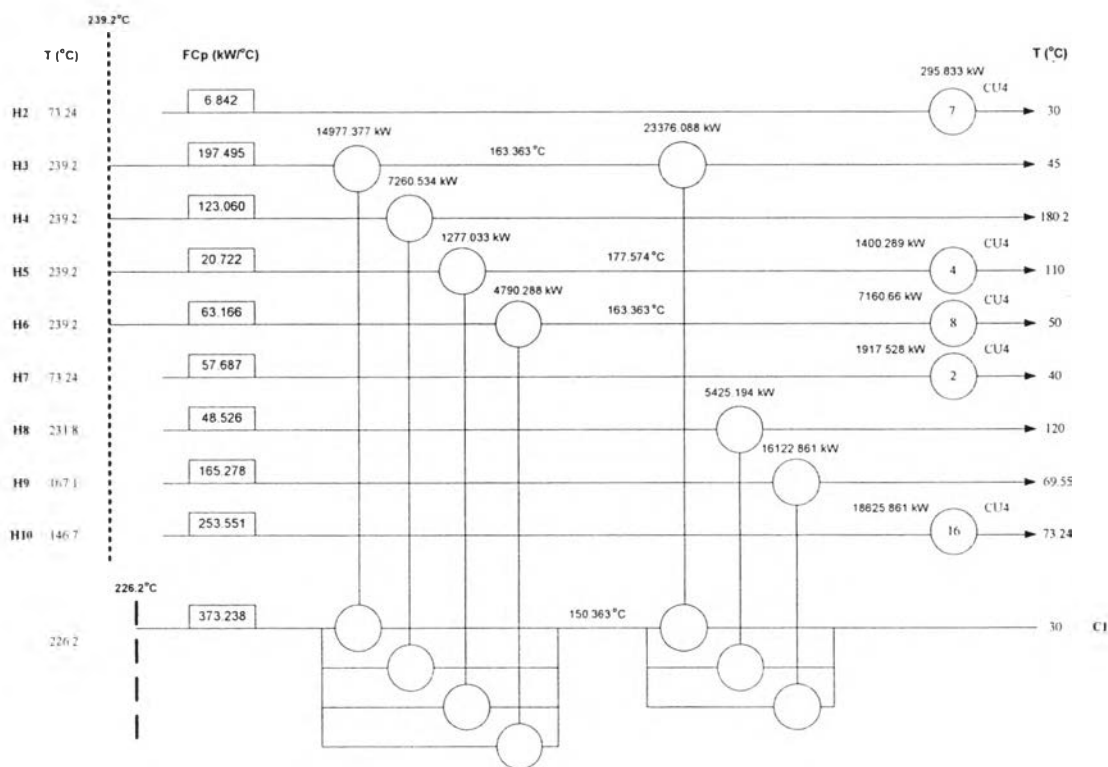 239.2°C
T (°C) FCp (kW/°C) T (°C)
295.833 kW
CU4
H2 73.24 6.842 7 30
14977.377 kW 23376.088 kW
H3 239.2 197.495 163.363°C 45
7260.534 kW
H4 239.2 123.060 180.2
1277.033 kW 1400.289 kW CU4
H5 239.2 20.722 177.574°C 4 110
4790.288 kW 7160.66 kW CU4
H6 239.2 63.166 163.363°C 8 50
1917.528 kW CU4
H7 73.24 57.687 2 40
5425.194 kW
H8 231.8 48.526 120
16122.861 kW
H9 167.1 165.278 69.55
18625.861 kW CU4
H10 146.7 253.551 16 73.24
226.2°C
373.238 150.363°C
226.2 30 C1